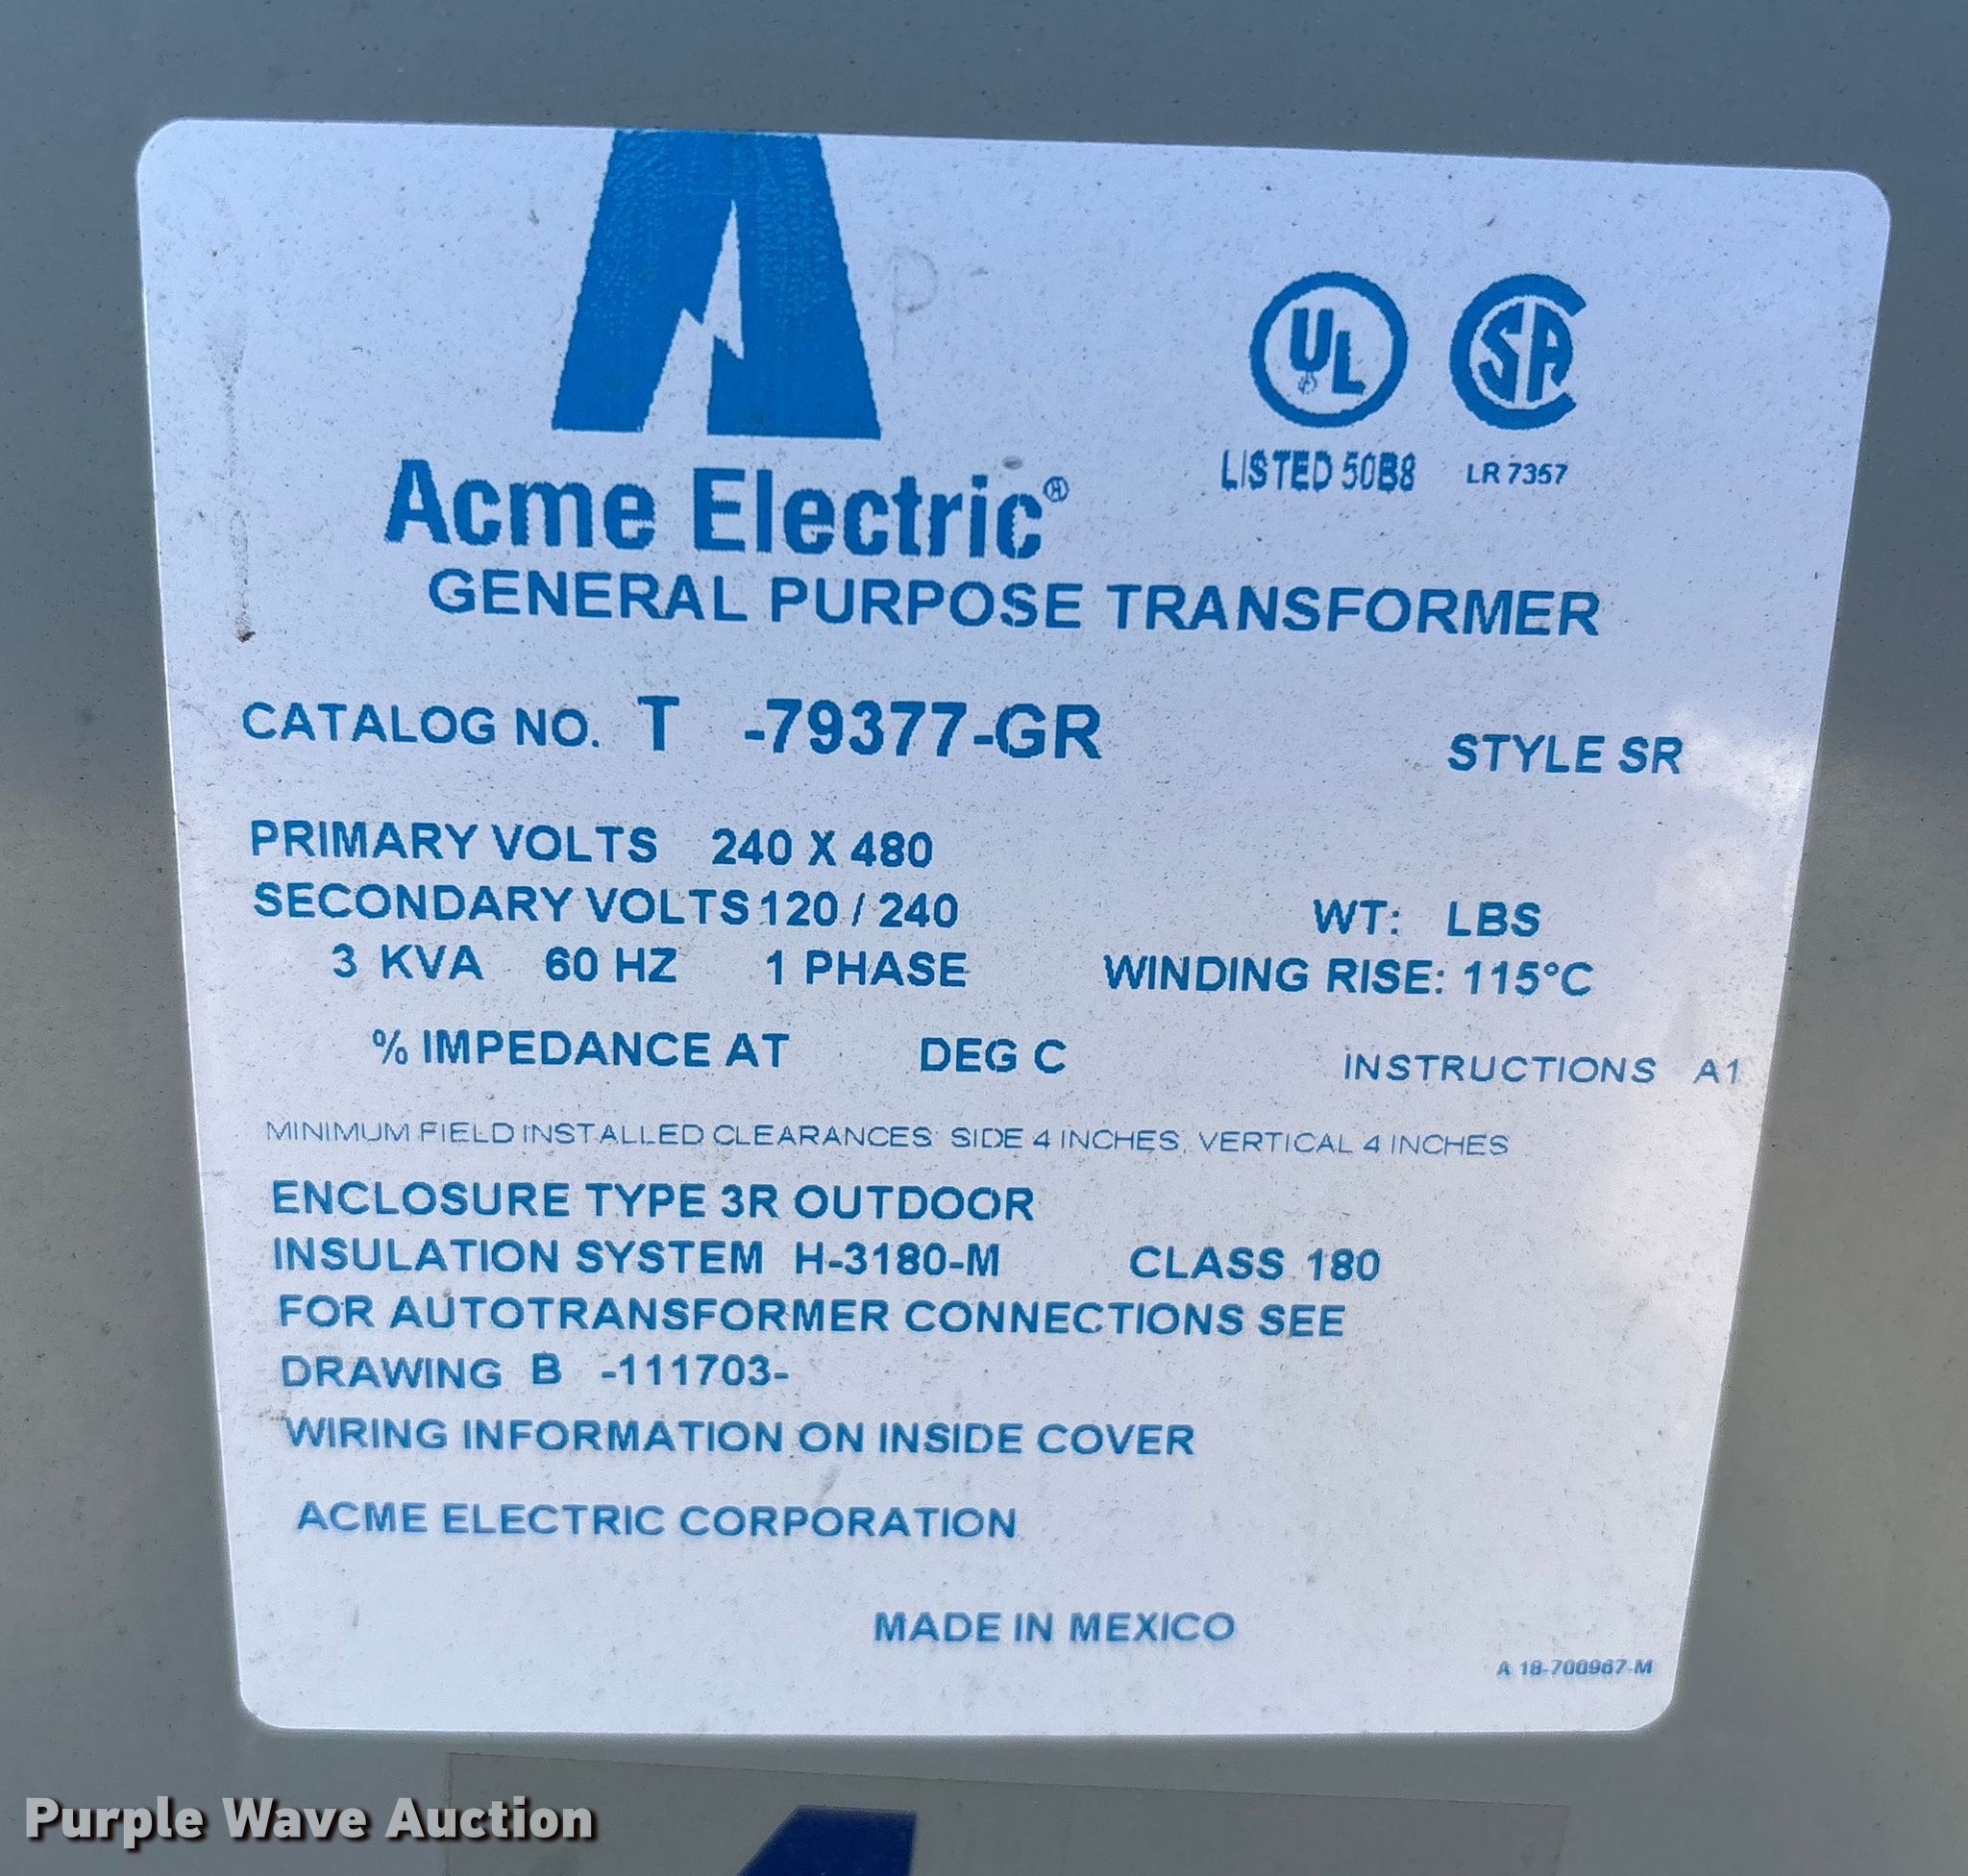 UL
SA
LISTED 50B8 LR 7357
Acme Electric®
GENERAL PURPOSE TRANSFORMER
CATALOG NO. T -79377-GR STYLE SR
PRIMARY VOLTS 240 X 480
SECONDARY VOLTS 120 / 240 WT: LBS
3 KVA 60 HZ 1 PHASE WINDING RISE: 115°C
% IMPEDANCE AT DEG C INSTRUCTIONS A1
MINIMUM FIELD INSTALLED CLEARANCES: SIDE 4 INCHES, VERTICAL 4 INCHES
ENCLOSURE TYPE 3R OUTDOOR
INSULATION SYSTEM H-3180-M CLASS 180
FOR AUTOTRANSFORMER CONNECTIONS SEE
DRAWING B -111703-
WIRING INFORMATION ON INSIDE COVER
ACME ELECTRIC CORPORATION
MADE IN MEXICO
A 18-700967-M
Purple Wave Auction